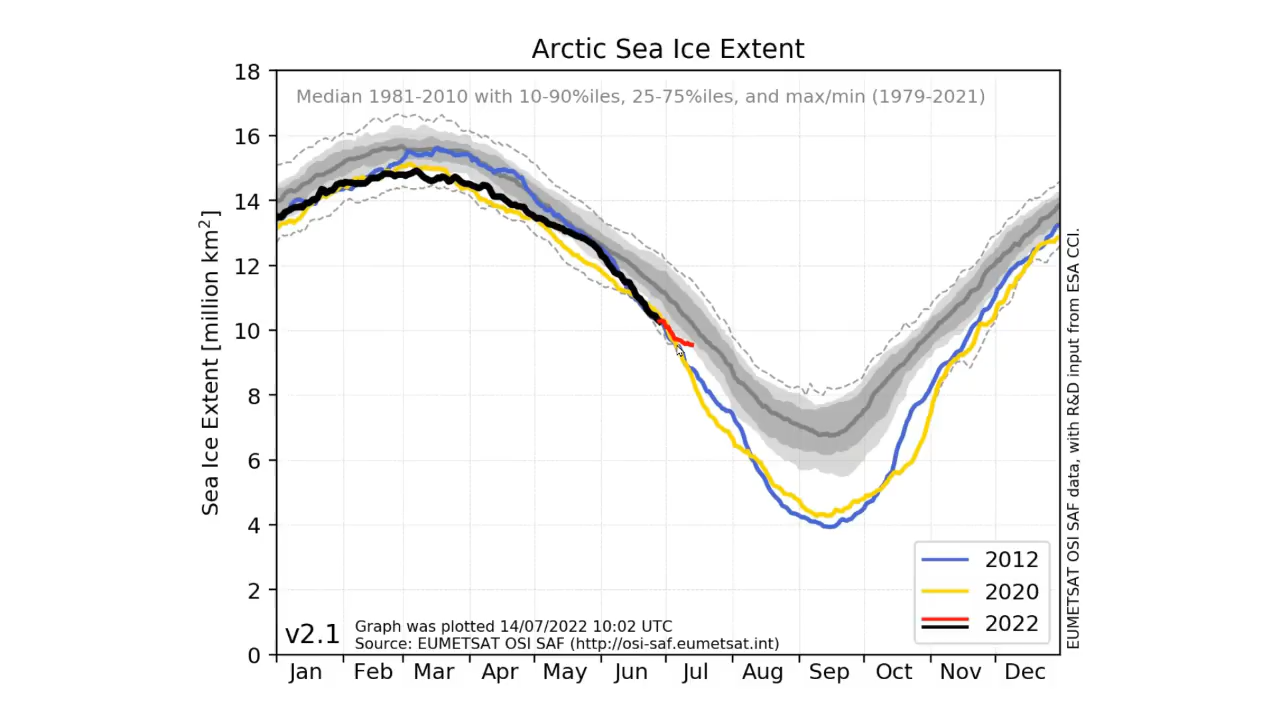 Arctic Sea Ice Extent
Median 1981-2010 with 10-90%iles, 25-75%iles, and max/min (1979-2021)
18
16
14
12
10
8
6
4
2
0
Sea Ice Extent [million km²]
Jan Feb Mar Apr May Jun Jul Aug Sep Oct Nov Dec
2012
2020
2022
v2.1
Graph was plotted 14/07/2022 10:02 UTC
Source: EUMETSAT OSI SAF (http://osi-saf.eumetsat.int)
EUMETSAT OSI SAF data, with R&D input from ESA CCI.